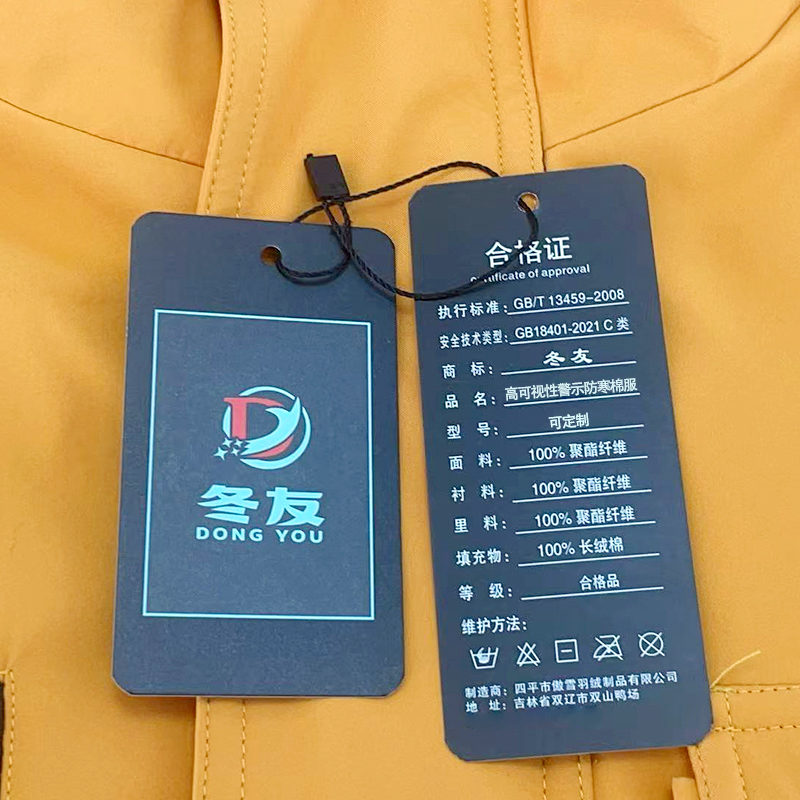 冬友
DONG YOU
合格证
certificate of approval
执行标准: GB/T 13459-2008
安全技术类型: GB18401-2021 C 类
商 标: 冬友
品 名: 高可视性警示防寒棉服
型 号: 可定制
面 料: 100% 聚酯纤维
衬 料: 100% 聚酯纤维
里 料: 100% 聚酯纤维
填充物: 100% 长绒棉
等 级: 合格品
维护方法:
制造商: 四平市傲雪羽绒制品有限公司
地 址: 吉林省双辽市双山鸭场